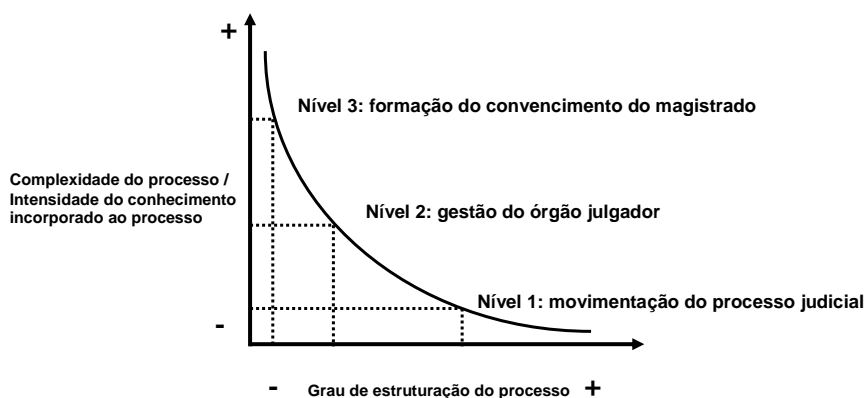 +
Nível 3: formação do convencimento do magistrado
Complexidade do processo /
Intensidade do conhecimento
incorporado ao processo
Nível 2: gestão do órgão julgador
Nível 1: movimentação do processo judicial
-
- Grau de estruturação do processo +